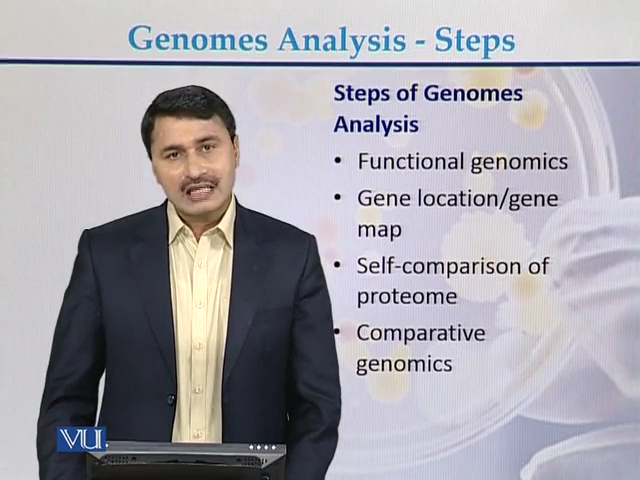 Genomes Analysis - Steps
Steps of Genomes
Analysis
• Functional genomics
• Gene location/gene
map
• Self-comparison of
proteome
• Comparative
genomics
VU